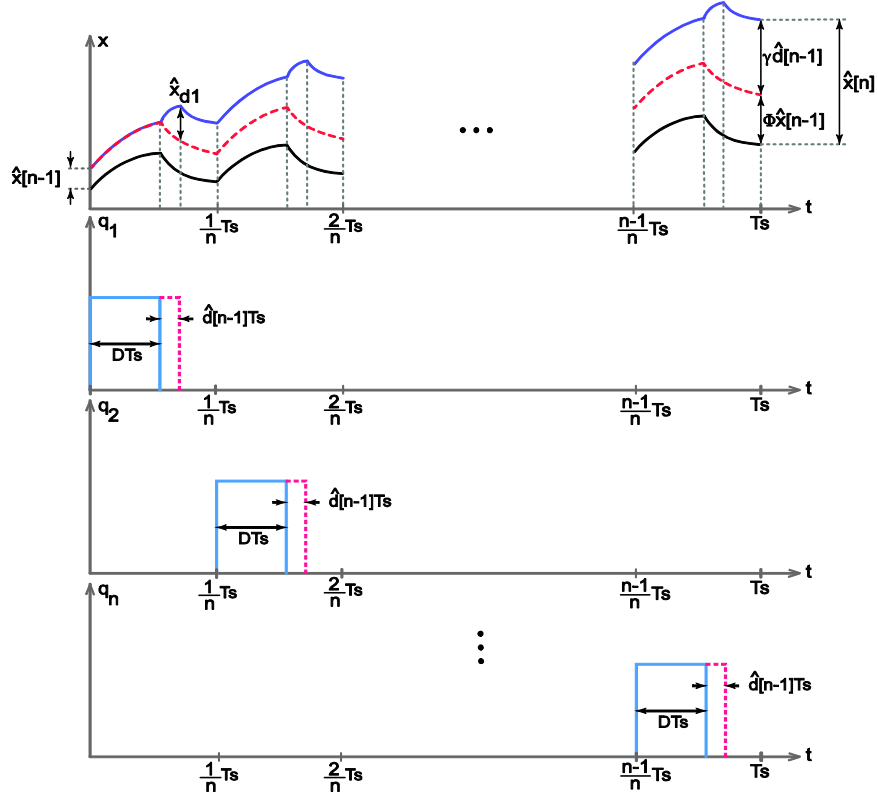 x
x̂d1
γd̂[n-1]
x̂[n]
Φx̂[n-1]
x̂[n-1]
t
1/n Ts
2/n Ts
n-1/n Ts
Ts
q1
d̂[n-1]Ts
DTs
t
1/n Ts
2/n Ts
n-1/n Ts
Ts
q2
d̂[n-1]Ts
DTs
t
1/n Ts
2/n Ts
n-1/n Ts
Ts
qn
d̂[n-1]Ts
DTs
t
1/n Ts
2/n Ts
n-1/n Ts
Ts